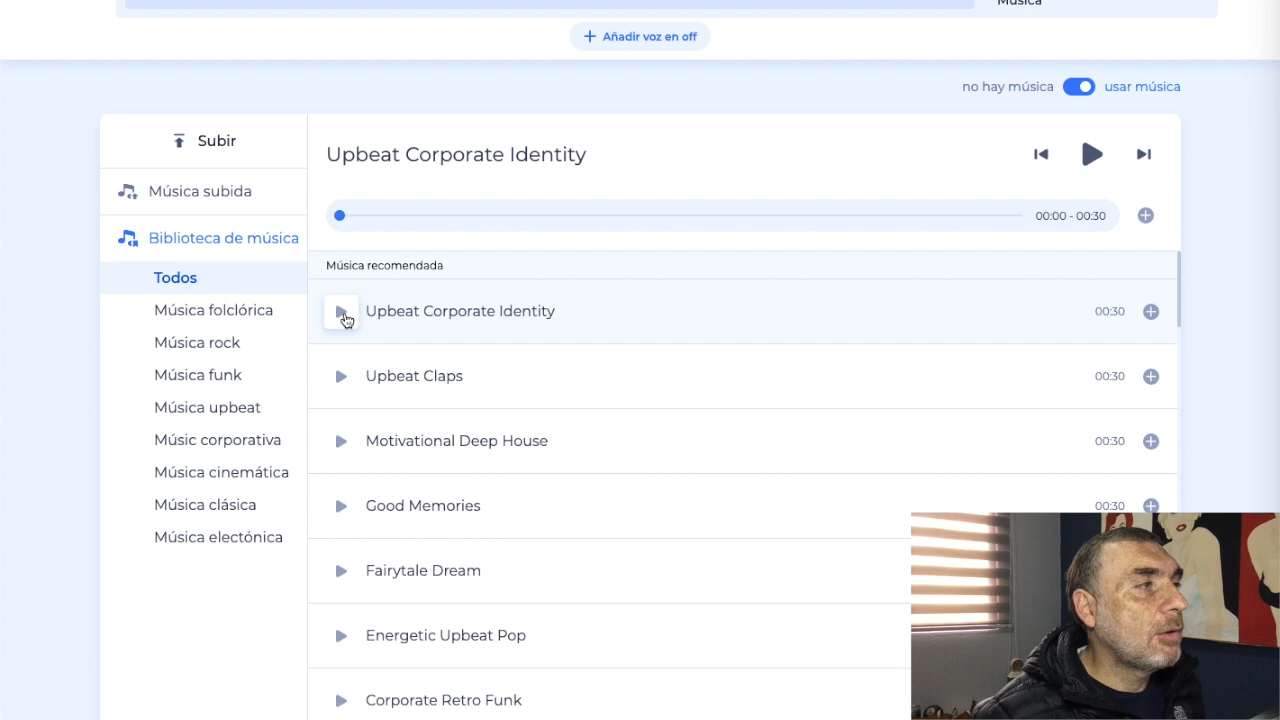 Música
Añadir voz en off
no hay música
usar música
Subir
Música subida
Biblioteca de música
Todos
Música folclórica
Música rock
Música funk
Música upbeat
Músic corporativa
Música cinemática
Música clásica
Música electónica
Upbeat Corporate Identity
00:00 - 00:30
Música recomendada
Upbeat Corporate Identity 00:30
Upbeat Claps 00:30
Motivational Deep House 00:30
Good Memories 00:30
Fairytale Dream
Energetic Upbeat Pop
Corporate Retro Funk